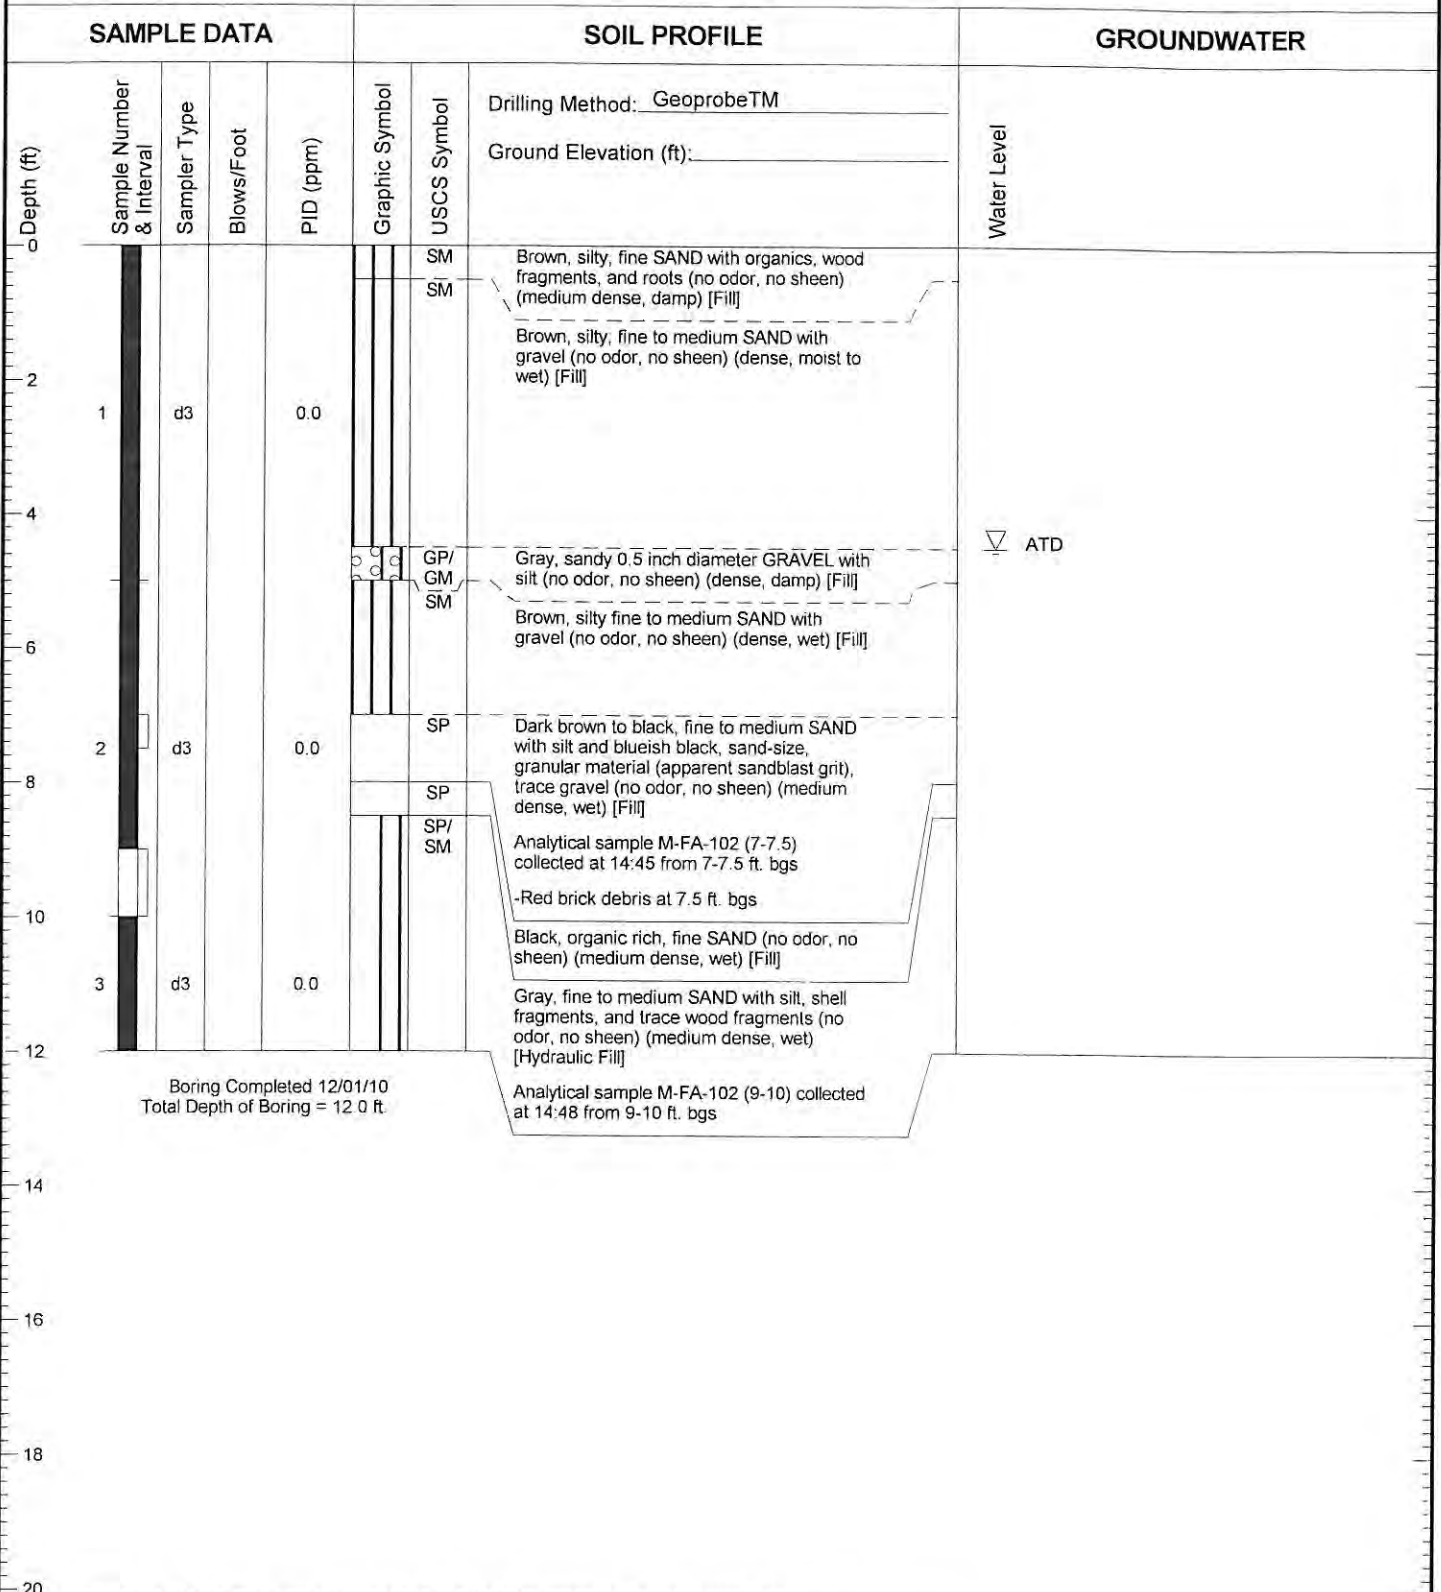 SAMPLE DATA
SOIL PROFILE
GROUNDWATER
Depth (ft)
Sample Number
& Interval
Sampler Type
Blows/Foot
PID (ppm)
Graphic Symbol
USCS Symbol
Drilling Method: GeoprobeTM
Ground Elevation (ft):
Water Level
0
SM
Brown, silty, fine SAND with organics, wood
fragments, and roots (no odor, no sheen)
(medium dense, damp) [Fill]
SM
Brown, silty, fine to medium SAND with
gravel (no odor, no sheen) (dense, moist to
wet) [Fill]
2
1
d3
0.0
4
ATD
GP/
GM
Gray, sandy 0.5 inch diameter GRAVEL with
silt (no odor, no sheen) (dense, damp) [Fill]
SM
Brown, silty fine to medium SAND with
gravel (no odor, no sheen) (dense, wet) [Fill]
6
SP
Dark brown to black, fine to medium SAND
with silt and blueish black, sand-size,
granular material (apparent sandblast grit),
trace gravel (no odor, no sheen) (medium
dense, wet) [Fill]
2
d3
0.0
8
SP
SP/
SM
Analytical sample M-FA-102 (7-7.5)
collected at 14:45 from 7-7.5 ft. bgs
-Red brick debris at 7.5 ft. bgs
10
Black, organic rich, fine SAND (no odor, no
sheen) (medium dense, wet) [Fill]
3
d3
0.0
Gray, fine to medium SAND with silt, shell
fragments, and trace wood fragments (no
odor, no sheen) (medium dense, wet)
[Hydraulic Fill]
12
Analytical sample M-FA-102 (9-10) collected
at 14:48 from 9-10 ft. bgs
Boring Completed 12/01/10
Total Depth of Boring = 12.0 ft.
14
16
18
20